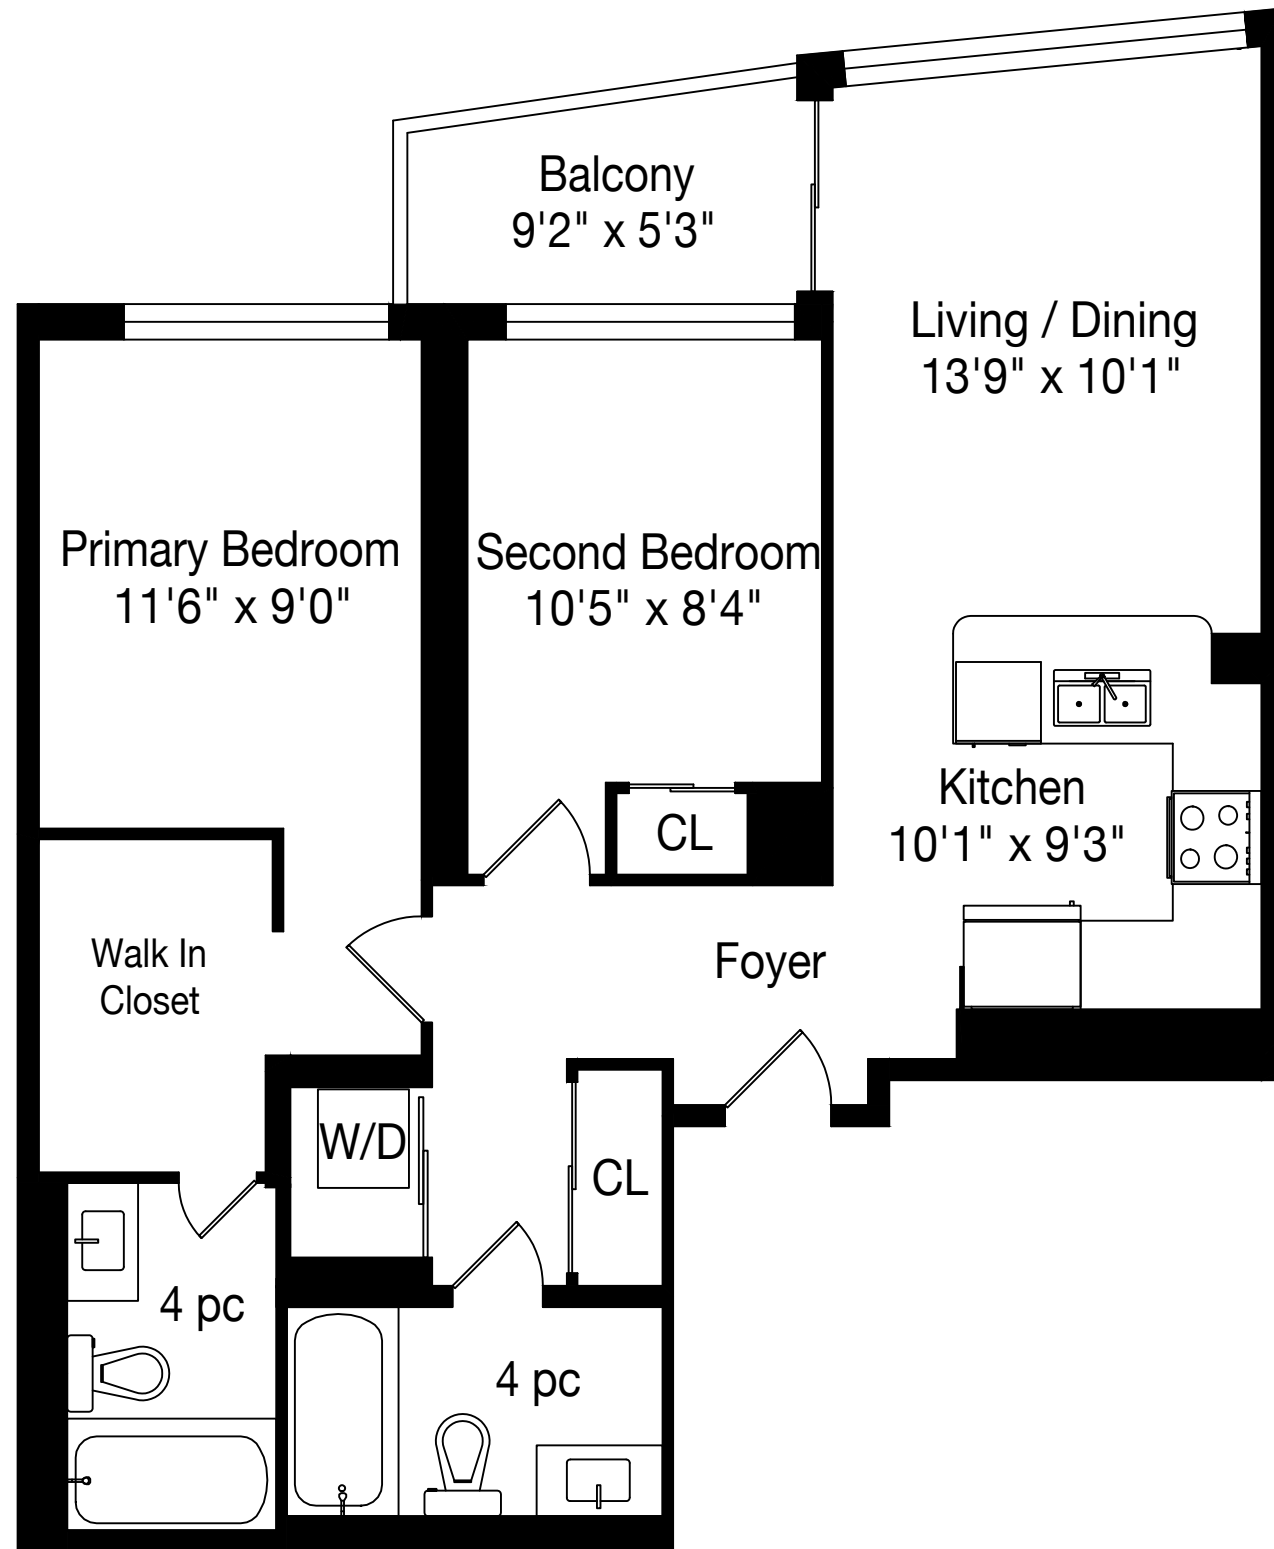 Balcony
9'2" x 5'3"
Living / Dining
13'9" x 10'1"
Primary Bedroom
11'6" x 9'0"
Second Bedroom
10'5" x 8'4"
Kitchen
10'1" x 9'3"
CL
Walk In
Closet
Foyer
W/D
CL
4 pc
4 pc